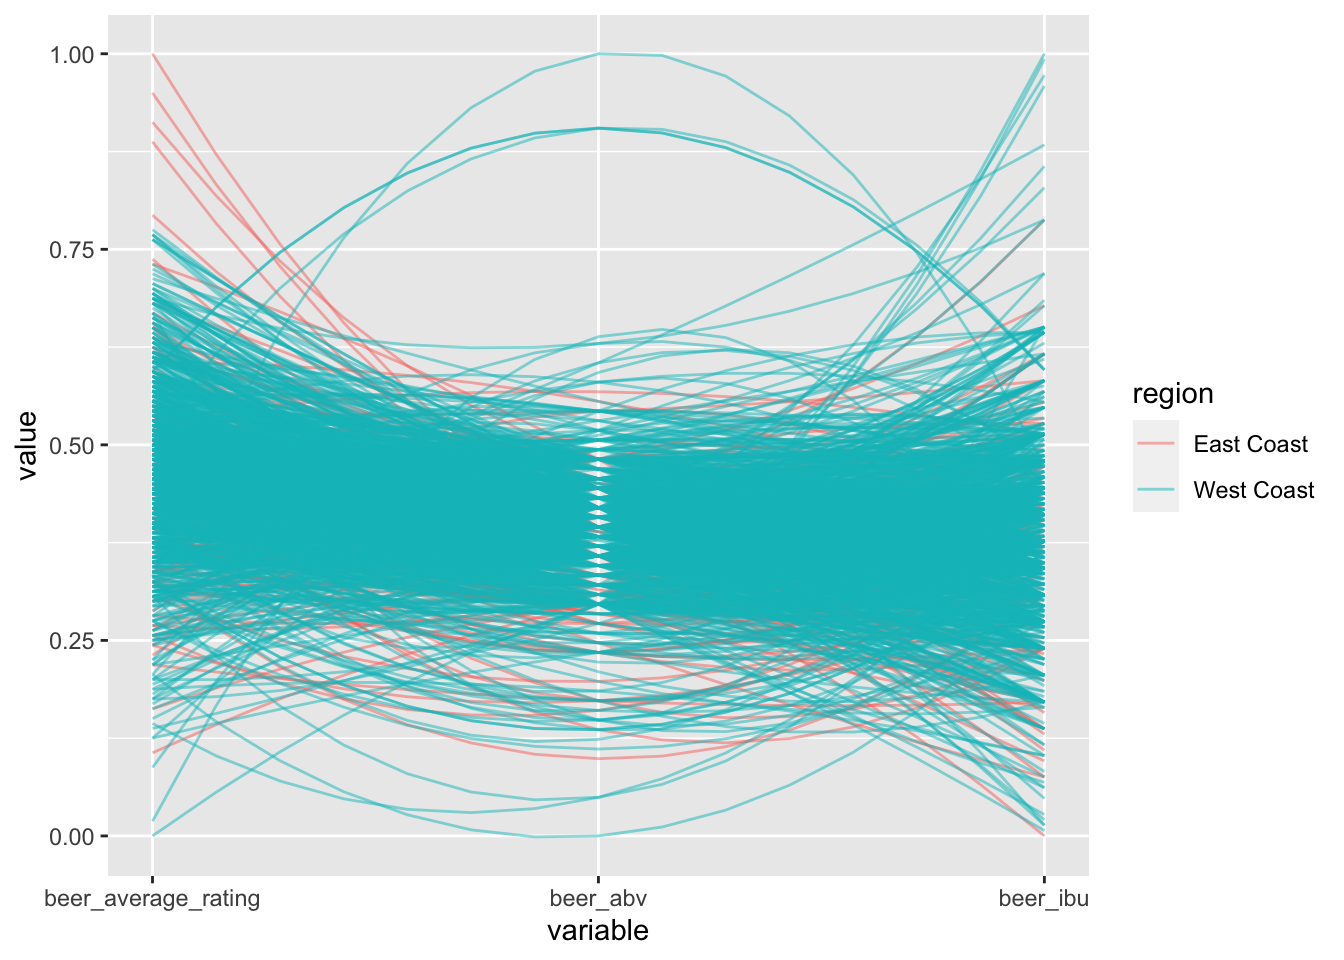 1.00
0.75
0.50
0.25
0.00
value
beer_average_rating
beer_abv
beer_ibu
variable
region
East Coast
West Coast